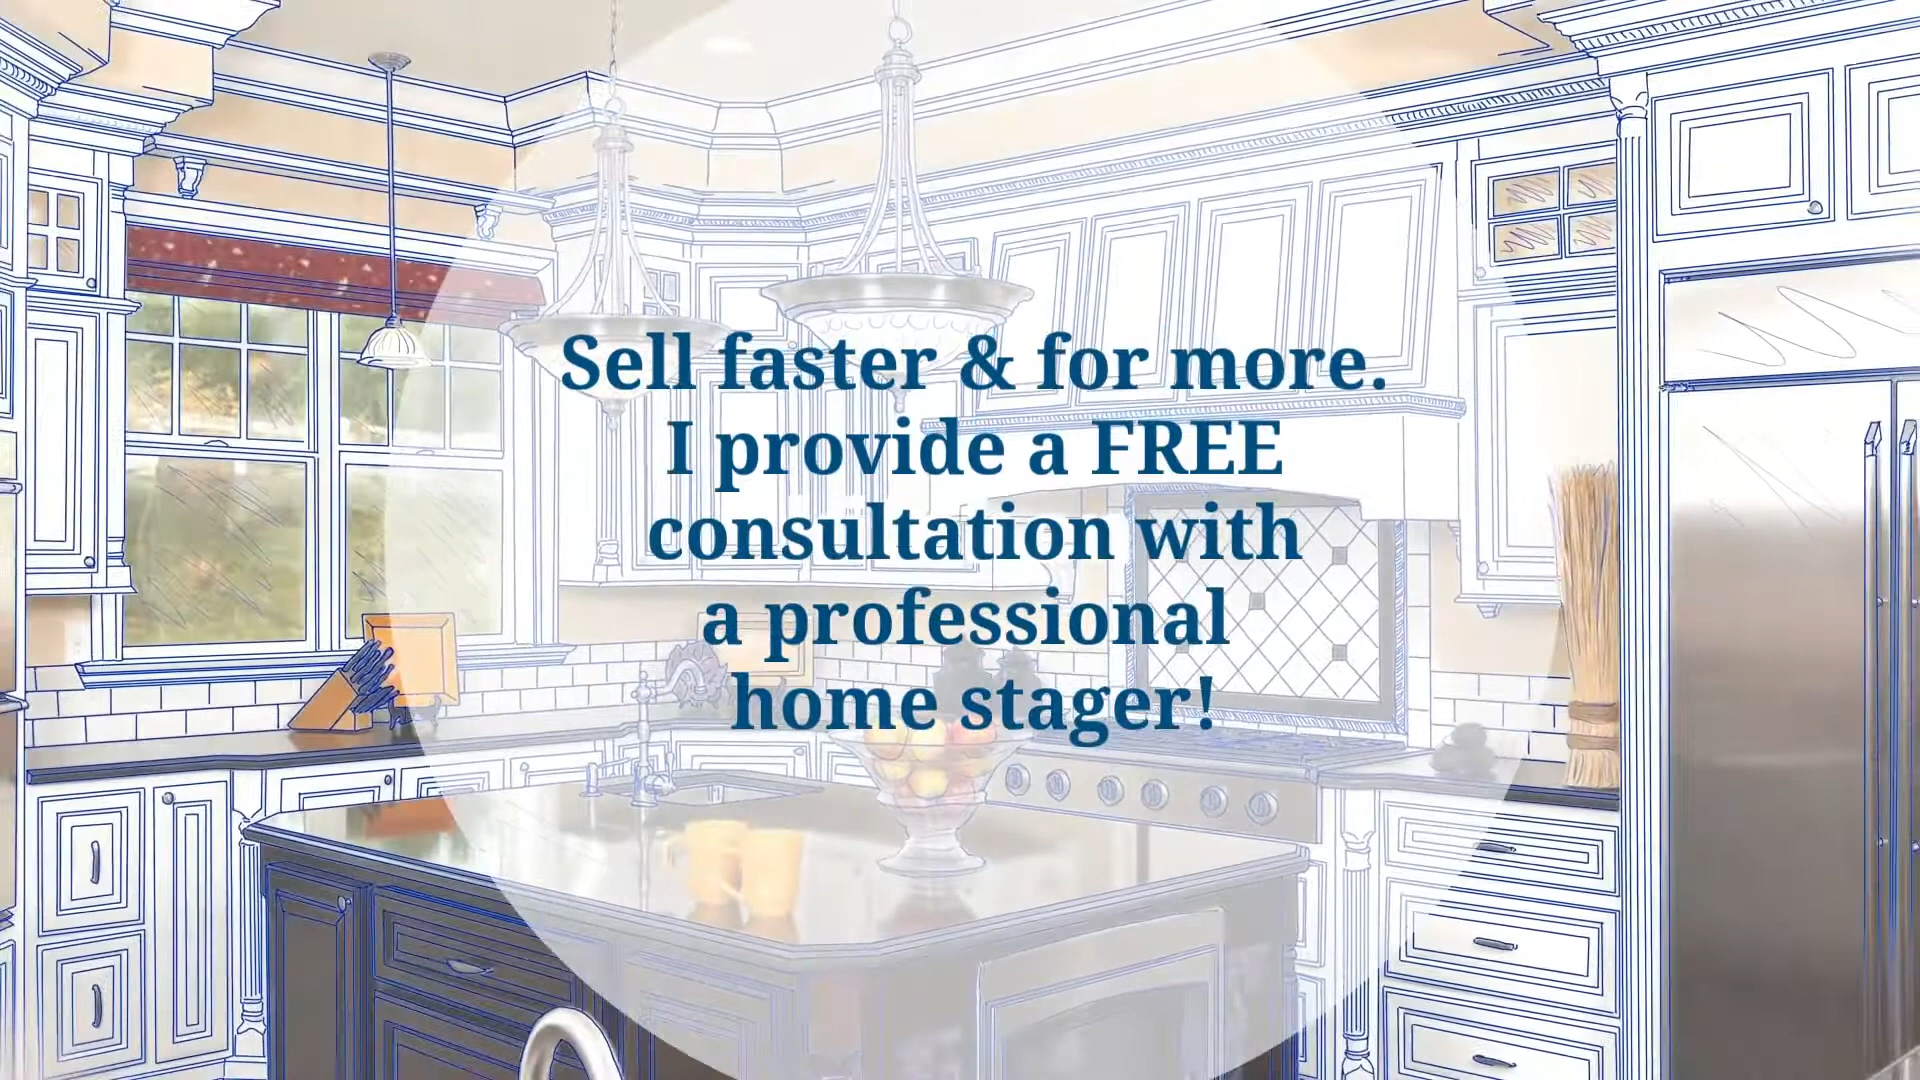 Sell faster & for more.
I provide a FREE
consultation with
a professional
home stager!